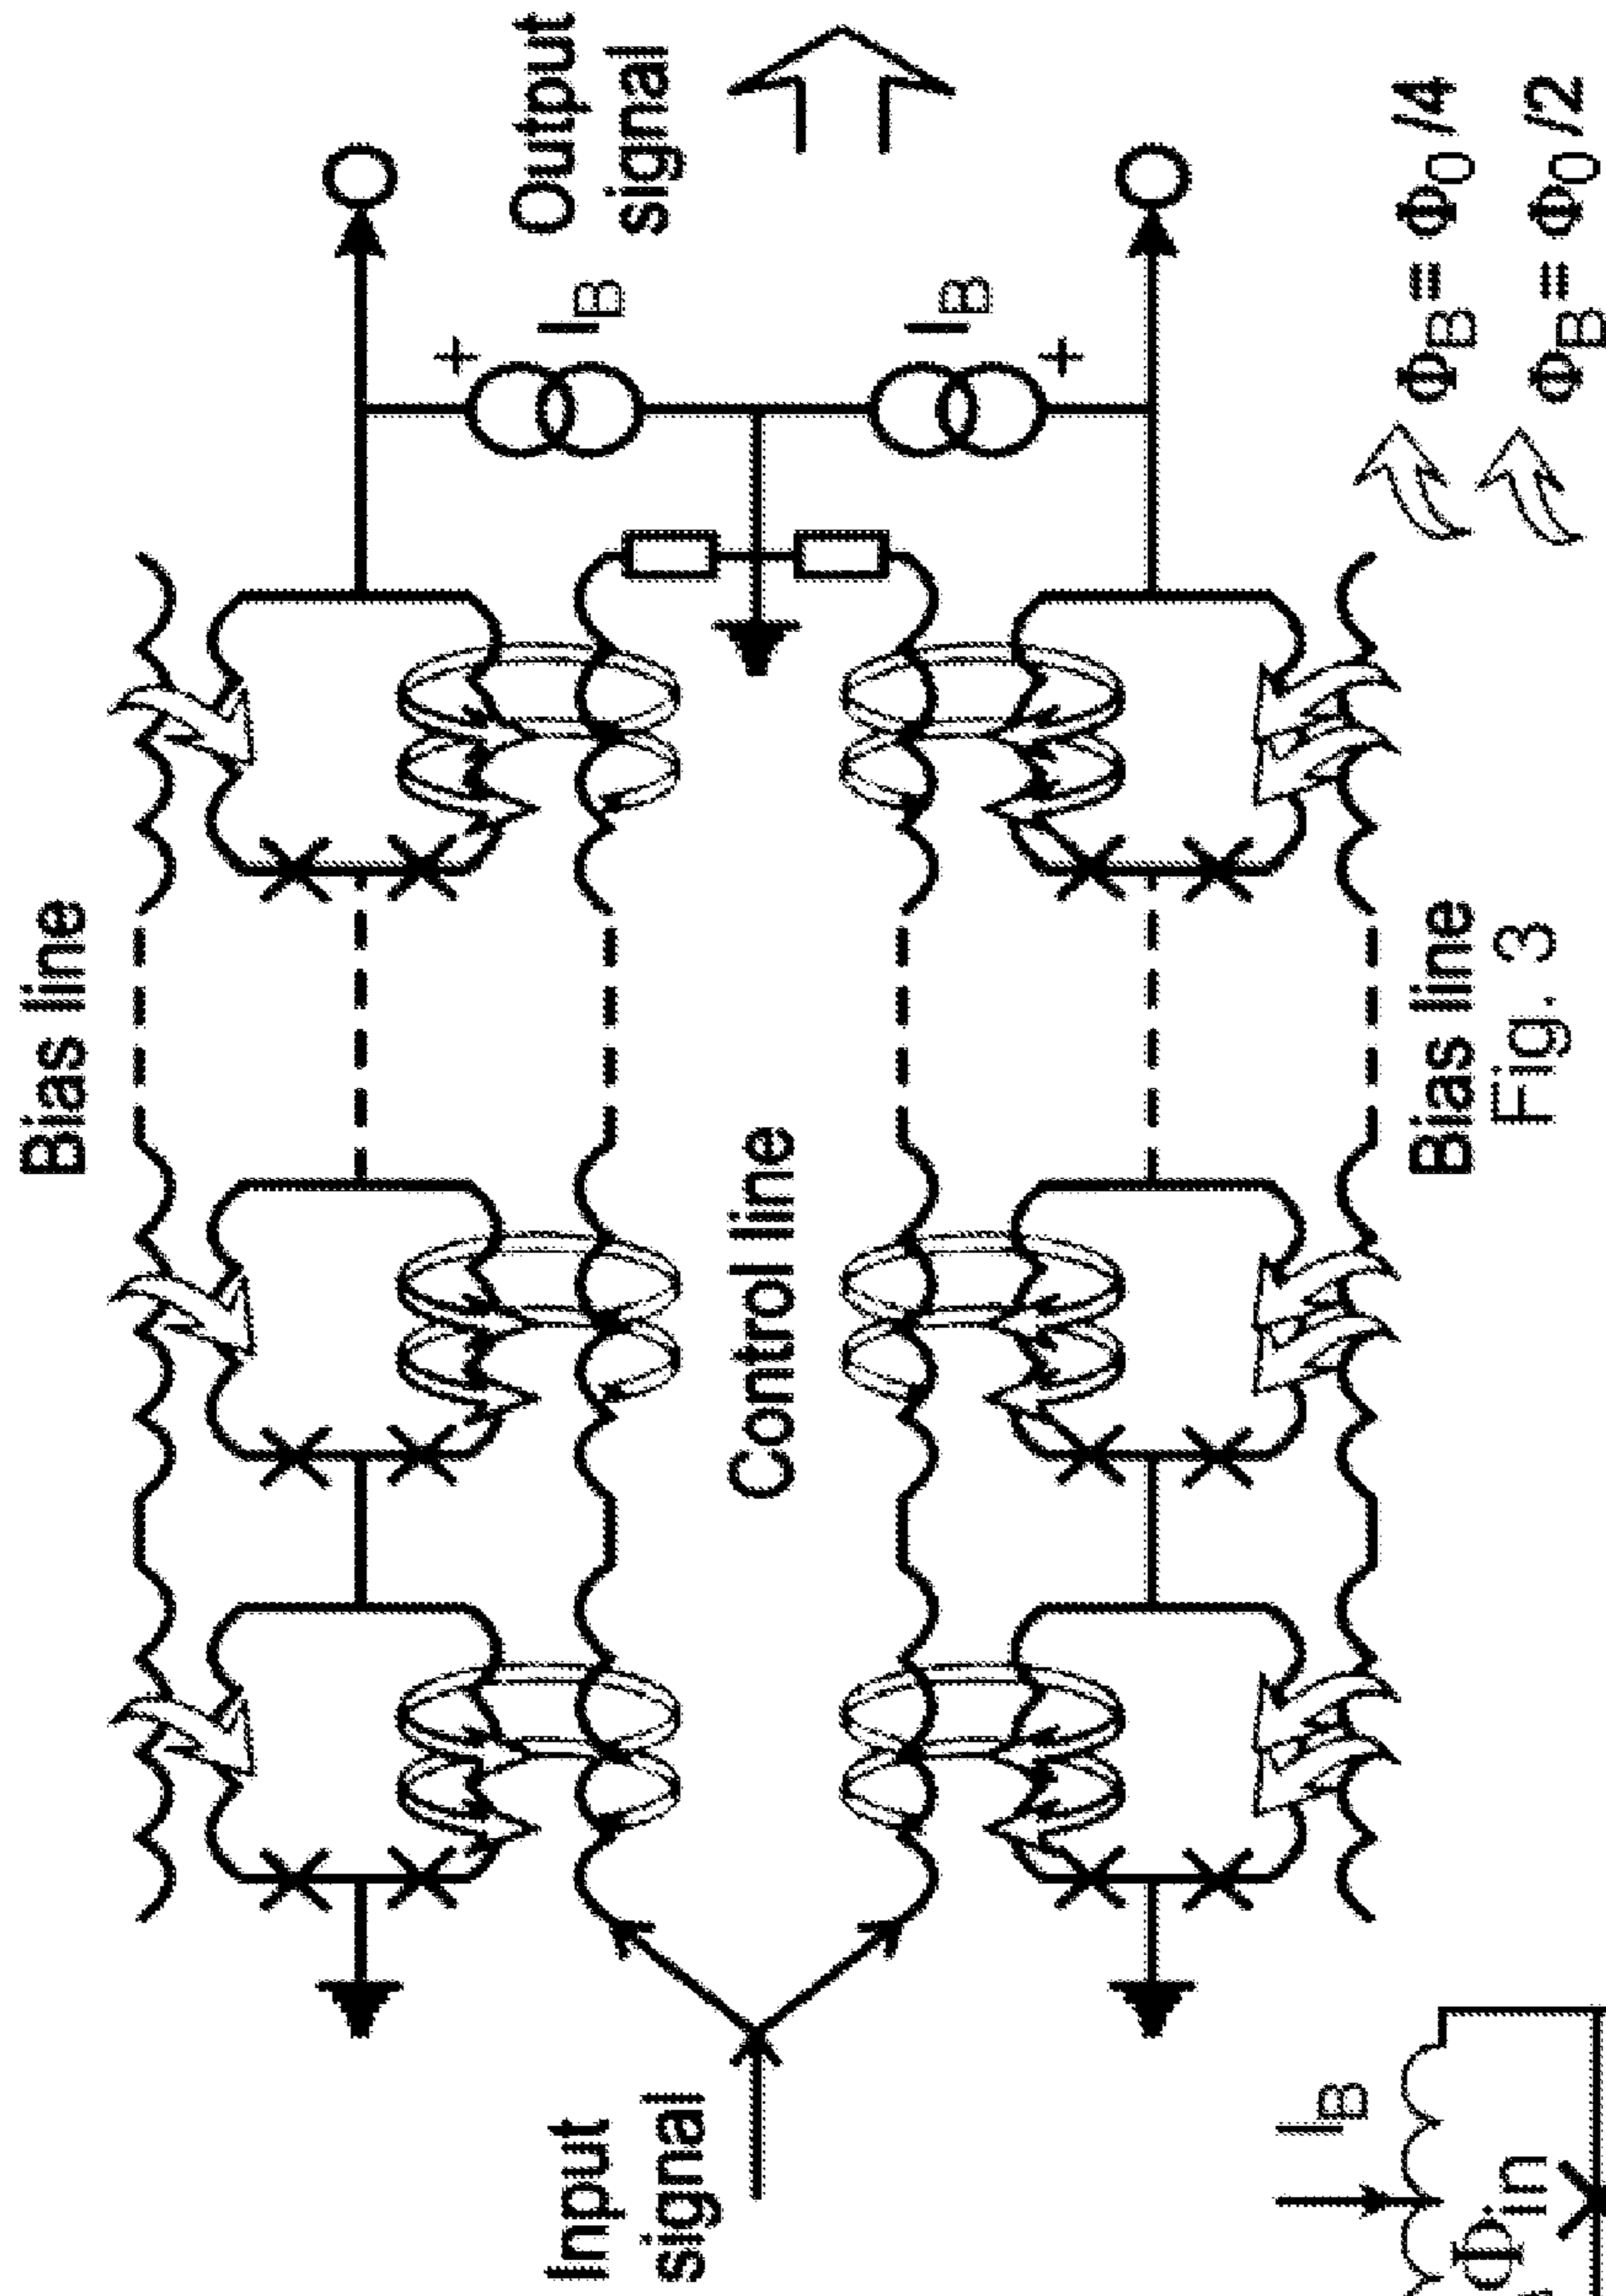 Bias line
Output
signal
+
I_B
I_B
+
Control line
Input
signal
Bias line
Φ_B = Φ_0 /4
Φ_B = Φ_0 /2
Fig. 3
I_B
Φ_in